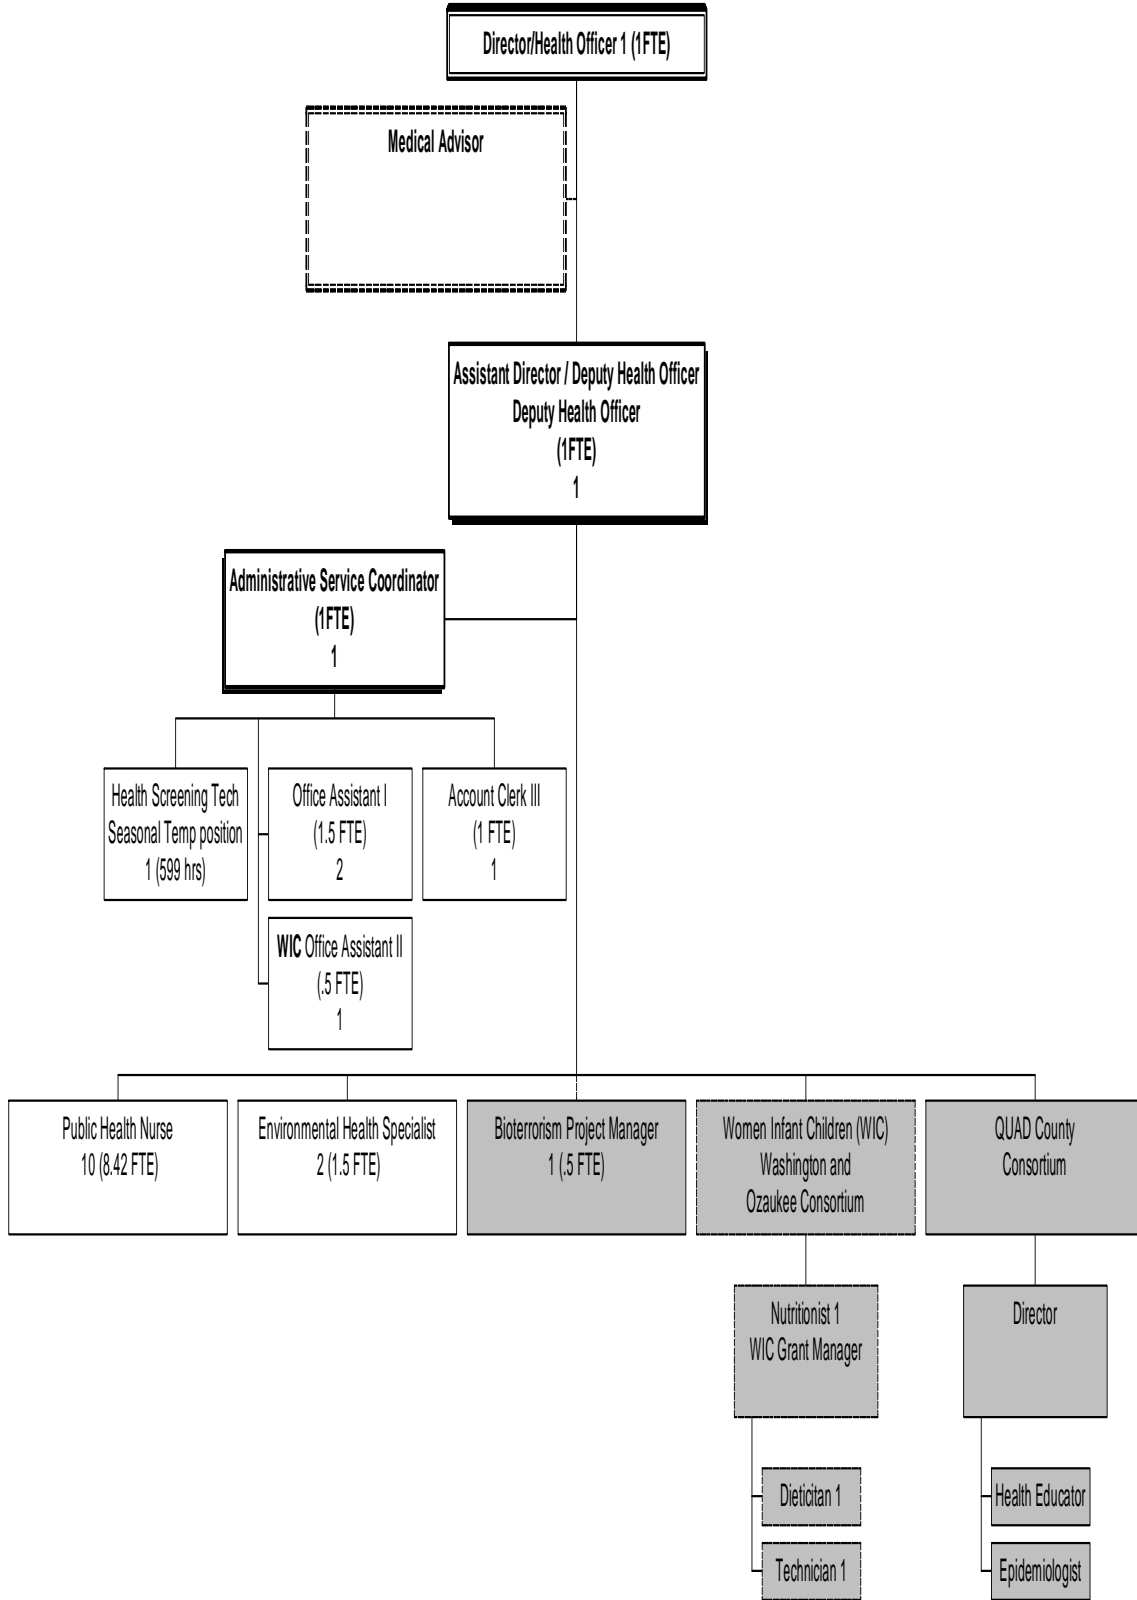 Director/Health Officer 1 (1FTE)
Medical Advisor
Assistant Director / Deputy Health Officer
Deputy Health Officer
(1FTE)
1
Administrative Service Coordinator
(1FTE)
1
Health Screening Tech
Seasonal Temp position
1 (599 hrs)
Office Assistant I
(1.5 FTE)
2
Account Clerk III
(1 FTE)
1
WIC Office Assistant II
(.5 FTE)
1
Public Health Nurse
10 (8.42 FTE)
Environmental Health Specialist
2 (1.5 FTE)
Bioterrorism Project Manager
1 (.5 FTE)
Women Infant Children (WIC)
Washington and
Ozaukee Consortium
QUAD County
Consortium
Nutritionist 1
WIC Grant Manager
Director
Dieticitan 1
Technician 1
Health Educator
Epidemiologist